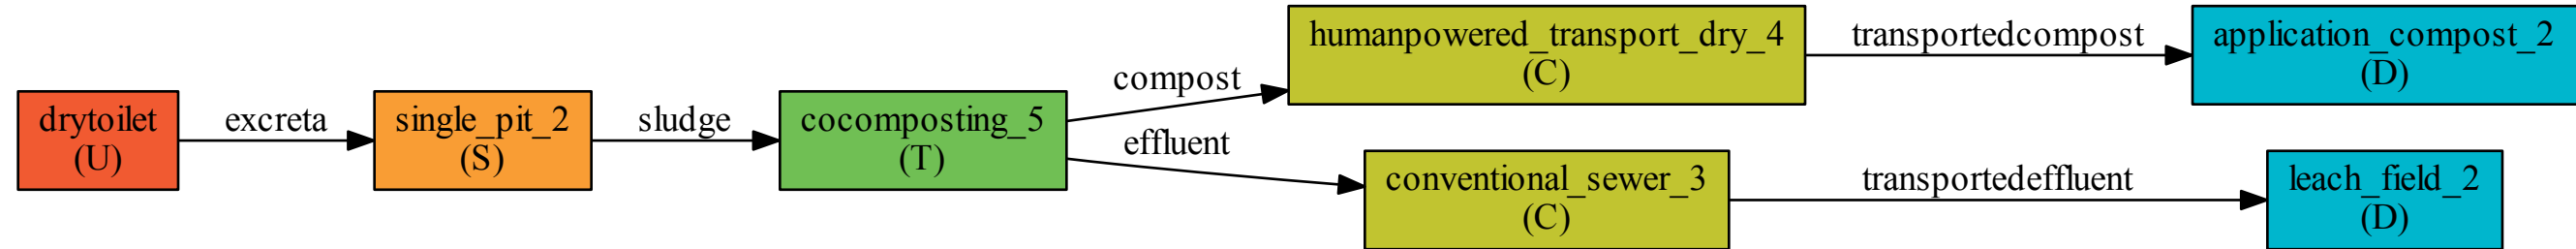 drytoilet
(U)
excreta
single_pit_2
(S)
sludge
cocomposting_5
(T)
compost
effluent
humanpowered_transport_dry_4
(C)
transportedcompost
application_compost_2
(D)
conventional_sewer_3
(C)
transportedeffluent
leach_field_2
(D)